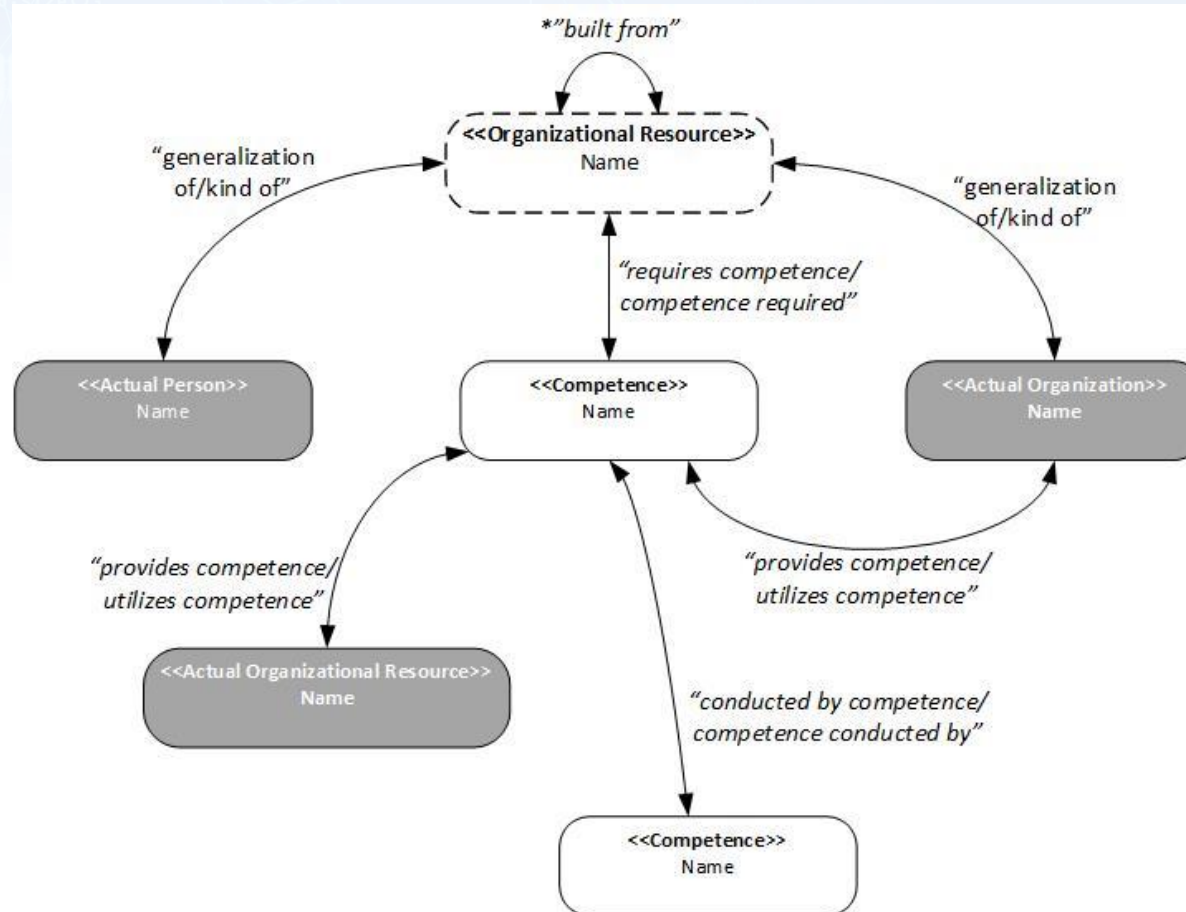 *”built from”
<<Organizational Resource>>
Name
“generalization
of/kind of”
“generalization
of/kind of”
“requires competence/
competence required”
<<Actual Person>>
Name
<<Competence>>
Name
<<Actual Organization>>
Name
“provides competence/
utilizes competence”
“provides competence/
utilizes competence”
<<Actual Organizational Resource>>
Name
“conducted by competence/
competence conducted by”
<<Competence>>
Name